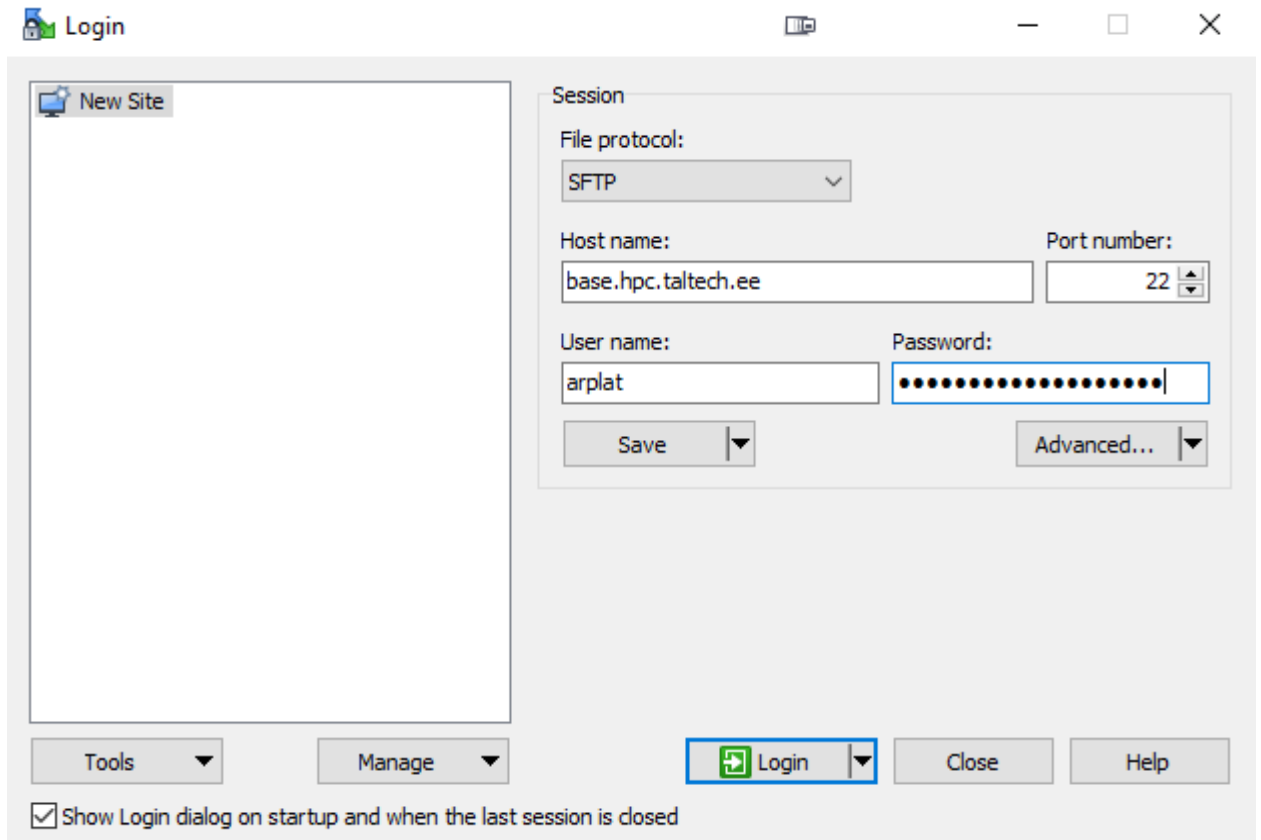 Login
New Site
Session
File protocol:
SFTP
Host name: Port number:
base.hpc.taltech.ee 22
User name: Password:
arplat ●●●●●●●●●●●●●●●●●●●
Save Advanced...
Tools Manage Login Close Help
Show Login dialog on startup and when the last session is closed